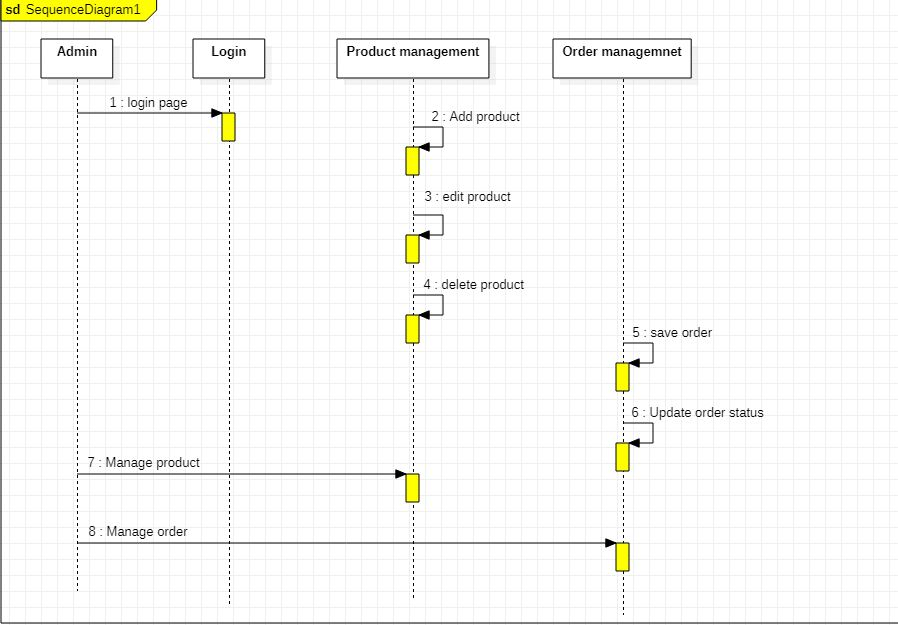 sd SequenceDiagram1
Admin
Login
Product management
Order managemnet
1 : login page
2 : Add product
3 : edit product
4 : delete product
5 : save order
6 : Update order status
7 : Manage product
8 : Manage order